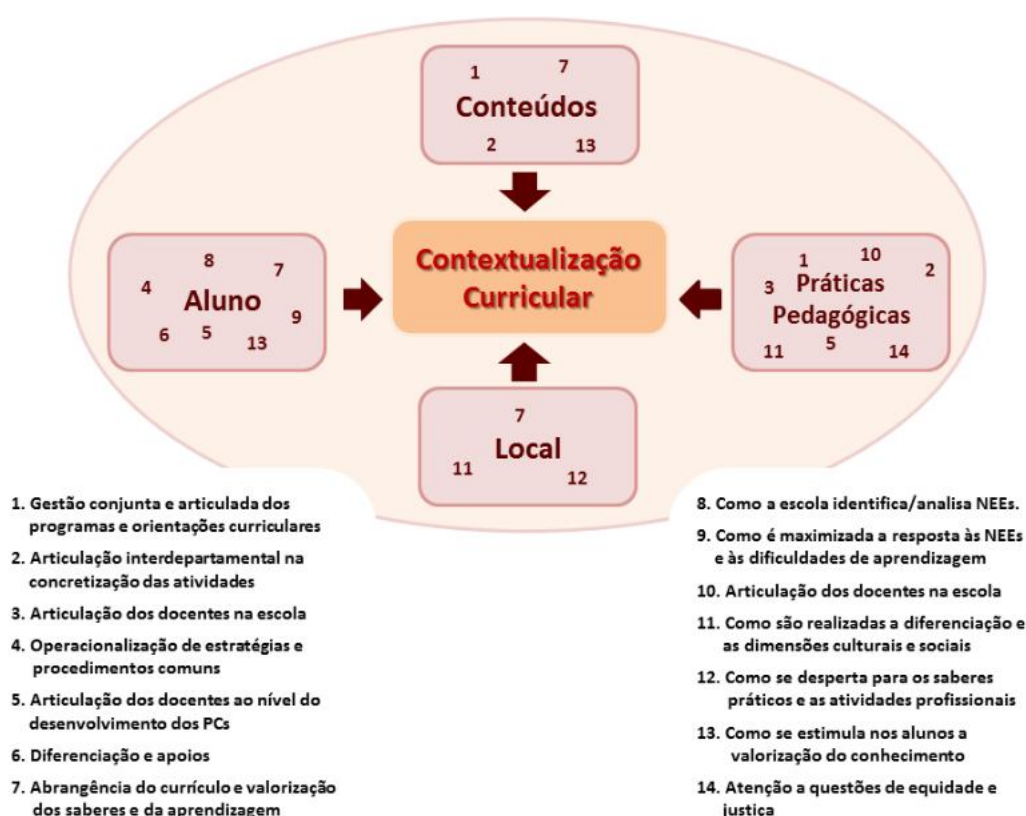 1 7
Conteúdos
2 13
Contextualização
Curricular
8 7
4
Aluno
9
6 5 13
1 10 2
3 Práticas
Pedagógicas
11 5 14
7
Local
11 12
1. Gestão conjunta e articulada dos
programas e orientações curriculares
2. Articulação interdepartamental na
concretização das atividades
3. Articulação dos docentes na escola
4. Operacionalização de estratégias e
procedimentos comuns
5. Articulação dos docentes ao nível do
desenvolvimento dos PCs
6. Diferenciação e apoios
7. Abrangência do currículo e valorização
dos saberes e da aprendizagem
8. Como a escola identifica/analisa NEEs.
9. Como é maximizada a resposta às NEEs
e às dificuldades de aprendizagem
10. Articulação dos docentes na escola
11. Como são realizadas a diferenciação e
as dimensões culturais e sociais
12. Como se desperta para os saberes
práticos e as atividades profissionais
13. Como se estimula nos alunos a
valorização do conhecimento
14. Atenção a questões de equidade e
justiça